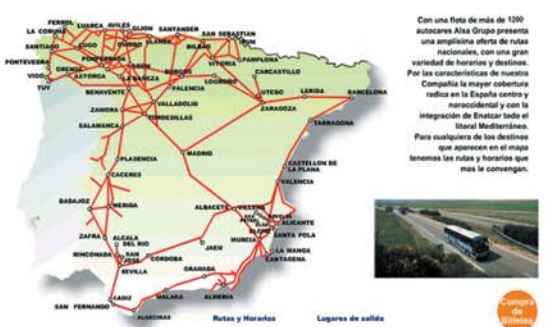 FERROL
LUARCA
AVILES
GIJON
SANTANDER
LA CORUNE
SAN SEBASTIAN
IRUN
SANTIAGO
LUGO
OVIEDO
BILBAO
PONTEVEDRA
PONFERRADA
VITORIA
PAMPLONA
ORENSE
LEON
BURGOS
CARCASTILLO
VIGO
ASTORGA
LA BAÑEZA
LOGROÑO
TUY
BENAVENTE
PALENCIA
UTEBO
LERIDA
BARCELONA
VALLADOLID
ZARAGOZA
ZAMORA
TORDESILLAS
TARRAGONA
SALAMANCA
MADRID
PLASENCIA
CASTELLON DE
LA PLANA
CACERES
VALENCIA
BADAJOZ
MERIDA
ALBACETE
VILLENA
ALICANTE
ELCHE
SANTA POLA
ZAFRA
ALCALA
DEL RIO
MURCIA
JAEN
LA MANGA
RINCONADA
SAN
JOSE
CORDOBA
CARTAGENA
SEVILLA
GRANADA
CADIZ
MALAGA
ALMERIA
SAN FERNANDO
ALGECIRAS
Rutas y Horarios
Lugares de salida
Con una flota de más de 1200
autocares Alsa Grupo presenta
una amplísima oferta de rutas
nacionales, con una gran
variedad de horarios y destinos.
Por las características de nuestra
Compañía la mayor cobertura
radica en la España centro y
noroccidental y con la
integración de Enatcar todo el
litoral Mediterráneo.
Para cualquiera de los destinos
que aparecen en el mapa
tenemos las rutas y horarios que
mas le convengan.
Compra
de
Billetes